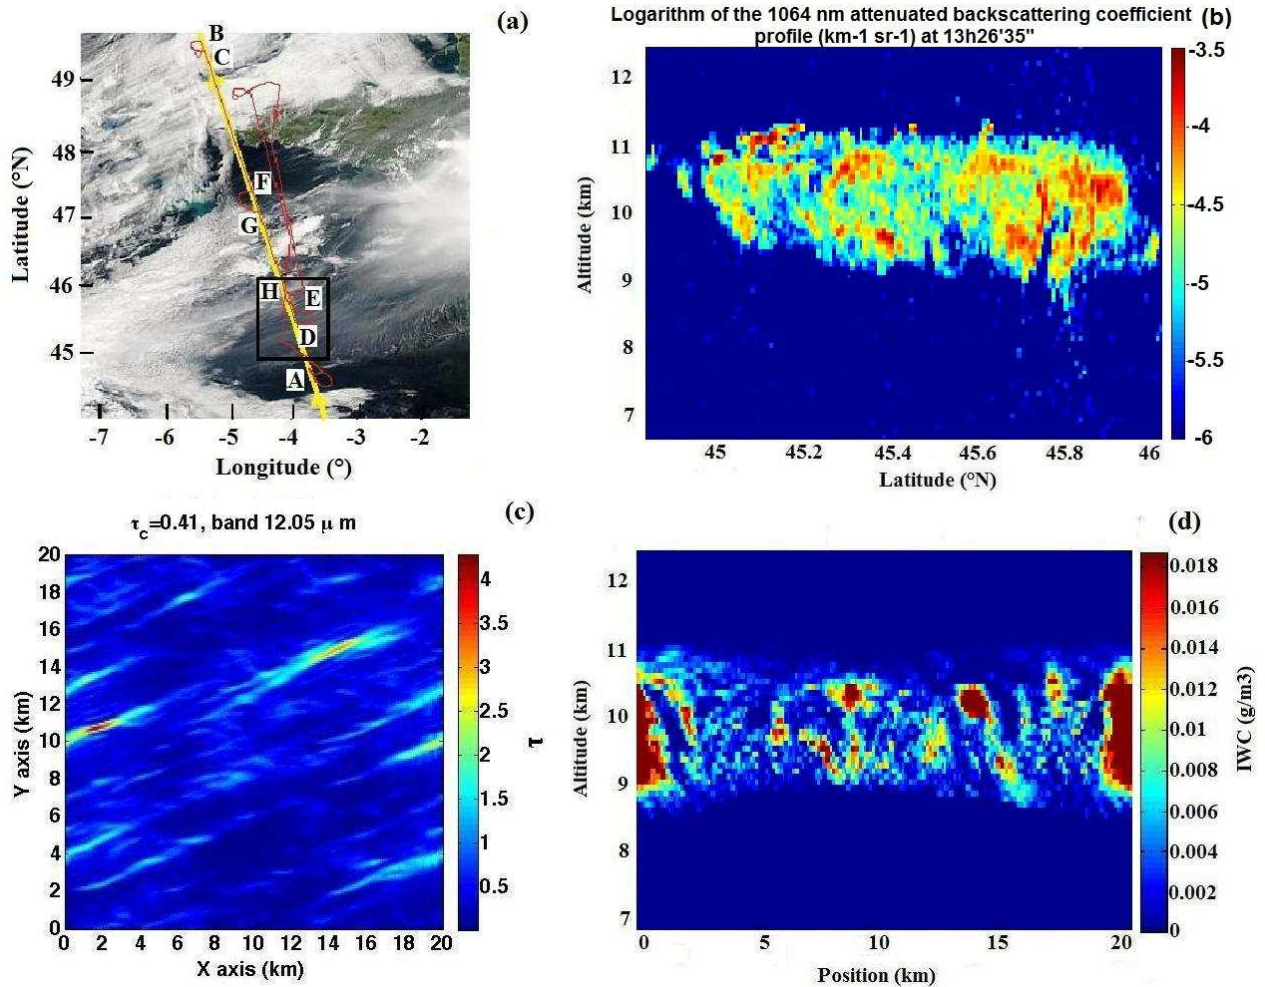 (a)
B
C
49
48
47
46
45
F
G
H
E
D
A
Latitude (°N)
-7
-6
-5
-4
-3
-2
Longitude (°)
Logarithm of the 1064 nm attenuated backscattering coefficient
profile (km-1 sr-1) at 13h26'35"
(b)
12
11
10
9
8
7
Altitude (km)
45
45.2
45.4
45.6
45.8
46
Latitude (°N)
-3.5
-4
-4.5
-5
-5.5
-6
τc=0.41, band 12.05 μ m
(c)
20
18
16
14
12
10
8
6
4
2
0
Y axis (km)
0 2 4 6 8 10 12 14 16 18 20
X axis (km)
4
3.5
3
2.5
2
1.5
1
0.5
τ
(d)
12
11
10
9
8
7
Altitude (km)
0
5
10
15
20
Position (km)
0.018
0.016
0.014
0.012
0.01
0.008
0.006
0.004
0.002
0
IWC (g/m3)